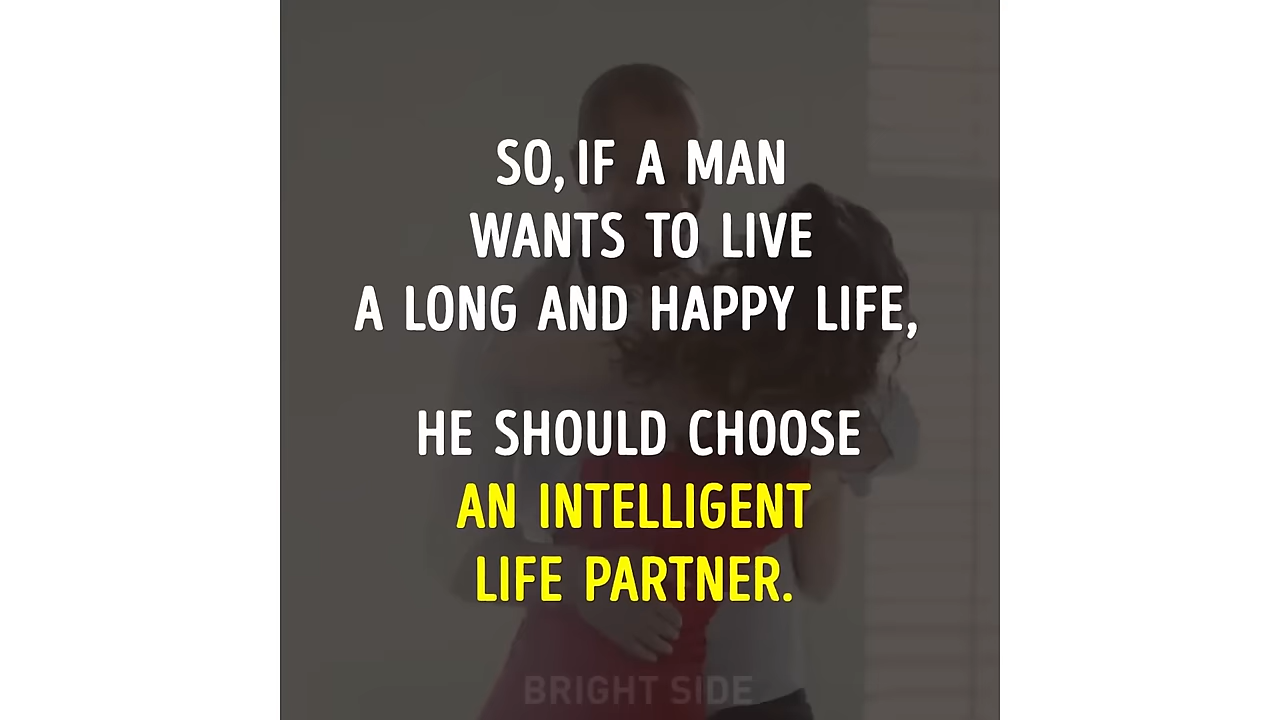 SO, IF A MAN
WANTS TO LIVE
A LONG AND HAPPY LIFE,
HE SHOULD CHOOSE
AN INTELLIGENT
LIFE PARTNER.
BRIGHT SIDE